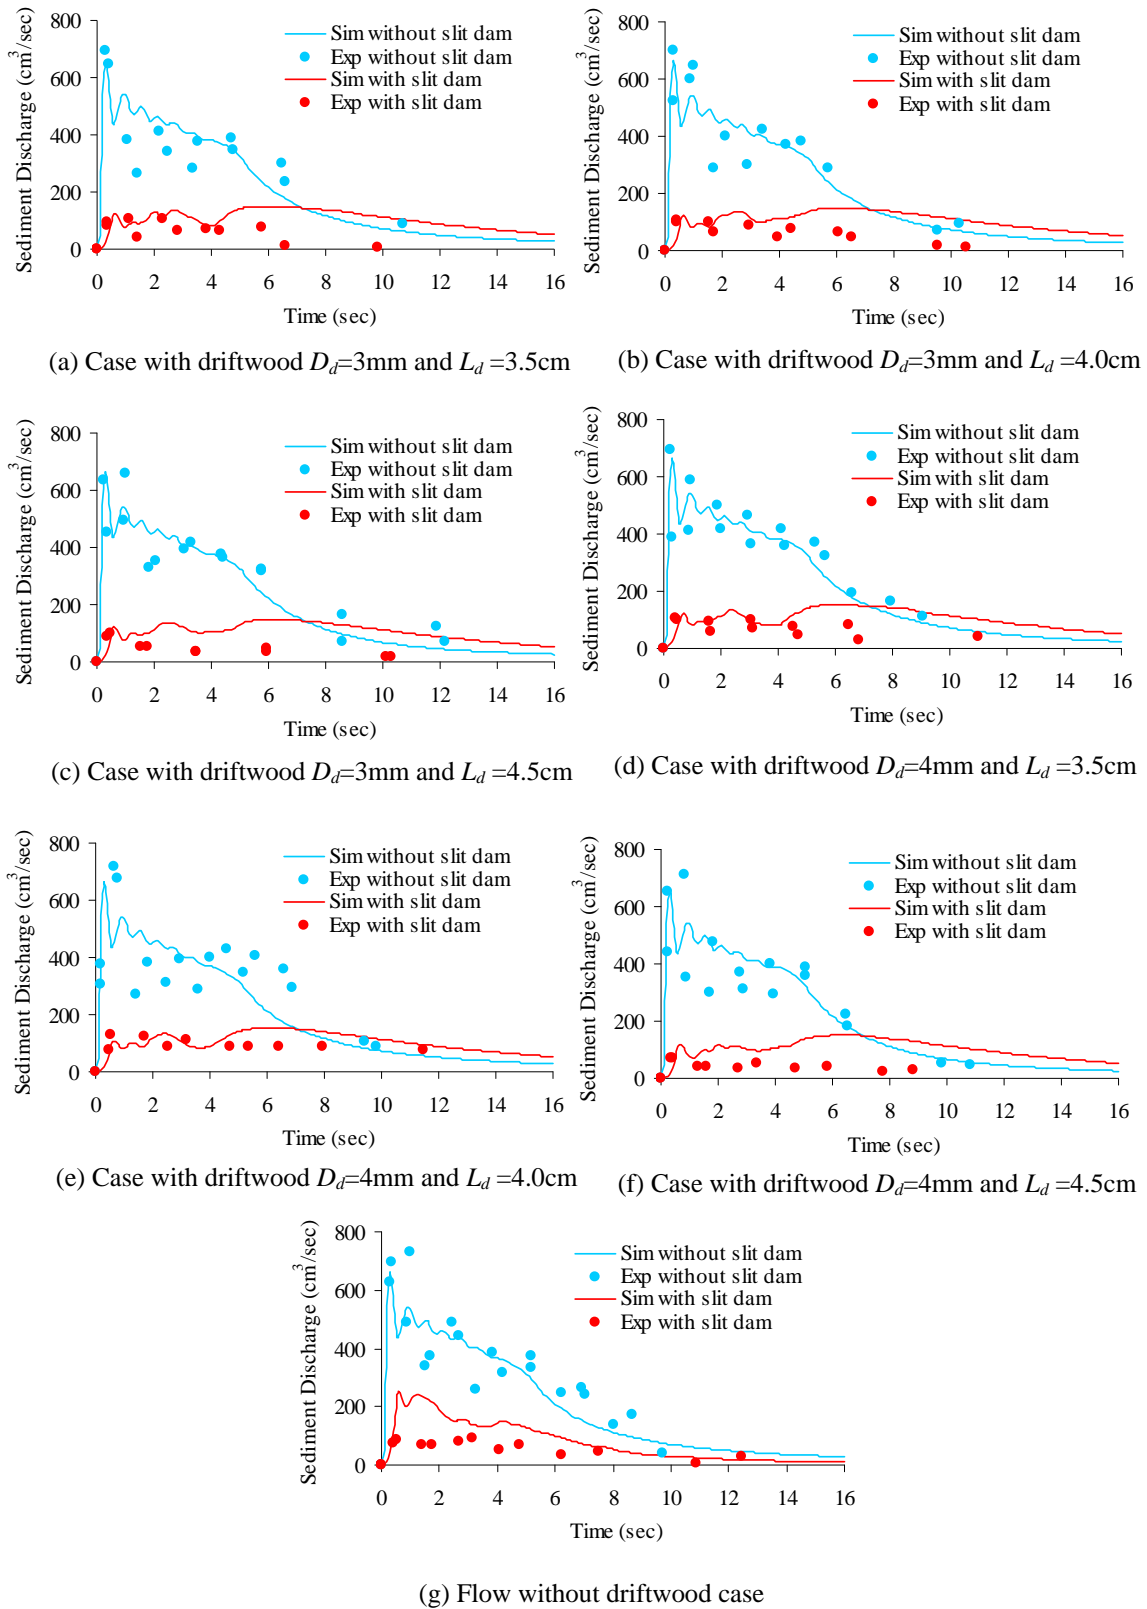 Sediment Discharge (cm³/sec)
800
600
400
200
0
Sim without slit dam
Exp without slit dam
Sim with slit dam
Exp with slit dam
0 2 4 6 8 10 12 14 16
Time (sec)
(a) Case with driftwood D_d=3mm and L_d =3.5cm
Sediment Discharge (cm³/sec)
800
600
400
200
0
Sim without slit dam
Exp without slit dam
Sim with slit dam
Exp with slit dam
0 2 4 6 8 10 12 14 16
Time (sec)
(b) Case with driftwood D_d=3mm and L_d =4.0cm
Sediment Discharge (cm³/sec)
800
600
400
200
0
Sim without slit dam
Exp without slit dam
Sim with slit dam
Exp with slit dam
0 2 4 6 8 10 12 14 16
Time (sec)
(c) Case with driftwood D_d=3mm and L_d =4.5cm
Sediment Discharge (cm³/sec)
800
600
400
200
0
Sim without slit dam
Exp without slit dam
Sim with slit dam
Exp with slit dam
0 2 4 6 8 10 12 14 16
Time (sec)
(d) Case with driftwood D_d=4mm and L_d =3.5cm
Sediment Discharge (cm³/sec)
800
600
400
200
0
Sim without slit dam
Exp without slit dam
Sim with slit dam
Exp with slit dam
0 2 4 6 8 10 12 14 16
Time (sec)
(e) Case with driftwood D_d=4mm and L_d =4.0cm
Sediment Discharge (cm³/sec)
800
600
400
200
0
Sim without slit dam
Exp without slit dam
Sim with slit dam
Exp with slit dam
0 2 4 6 8 10 12 14 16
Time (sec)
(f) Case with driftwood D_d=4mm and L_d =4.5cm
Sediment Discharge (cm³/sec)
800
600
400
200
0
Sim without slit dam
Exp without slit dam
Sim with slit dam
Exp with slit dam
0 2 4 6 8 10 12 14 16
Time (sec)
(g) Flow without driftwood case